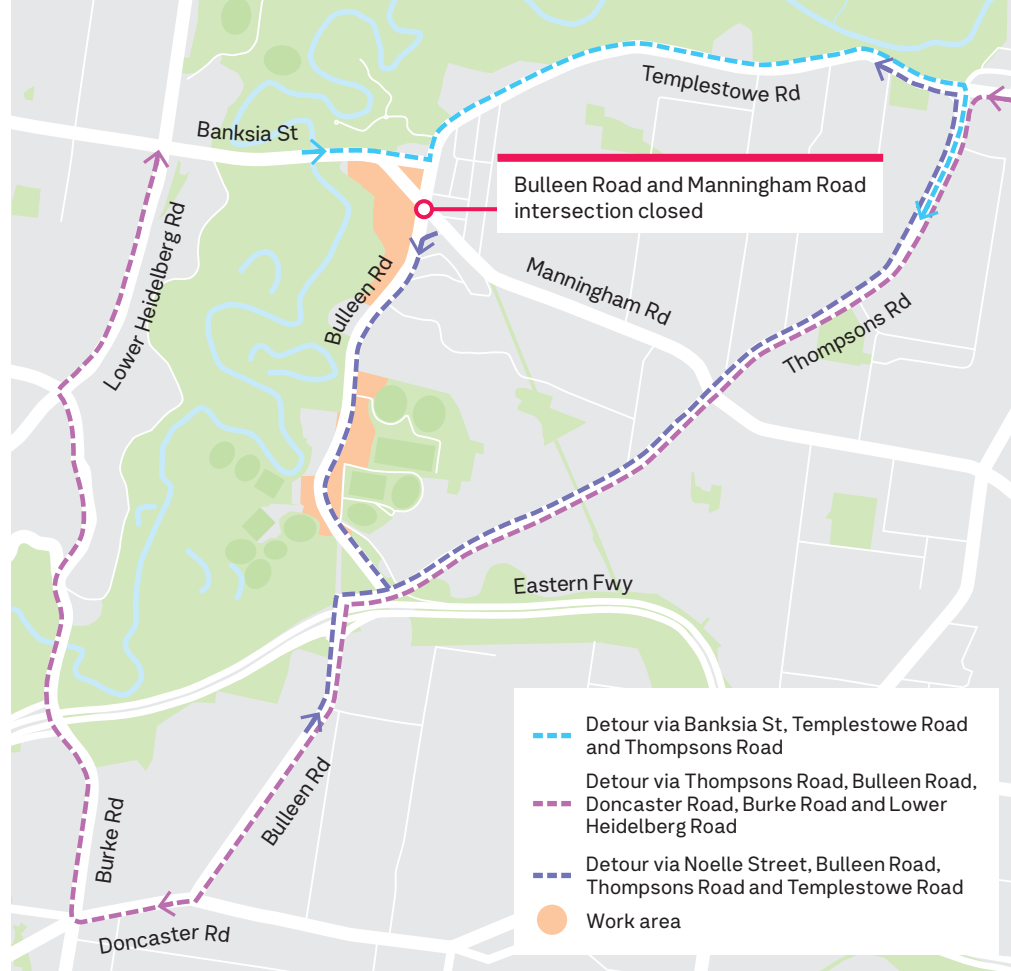 Templestowe Rd
Banksia St
Bulleen Road and Manningham Road
intersection closed
Lower Heidelberg Rd
Bulleen Rd
Manningham Rd
Thompsons Rd
Eastern Fwy
Burke Rd
Bulleen Rd
Doncaster Rd
Detour via Banksia St, Templestowe Road
and Thompsons Road
Detour via Thompsons Road, Bulleen Road,
Doncaster Road, Burke Road and Lower
Heidelberg Road
Detour via Noelle Street, Bulleen Road,
Thompsons Road and Templestowe Road
Work area